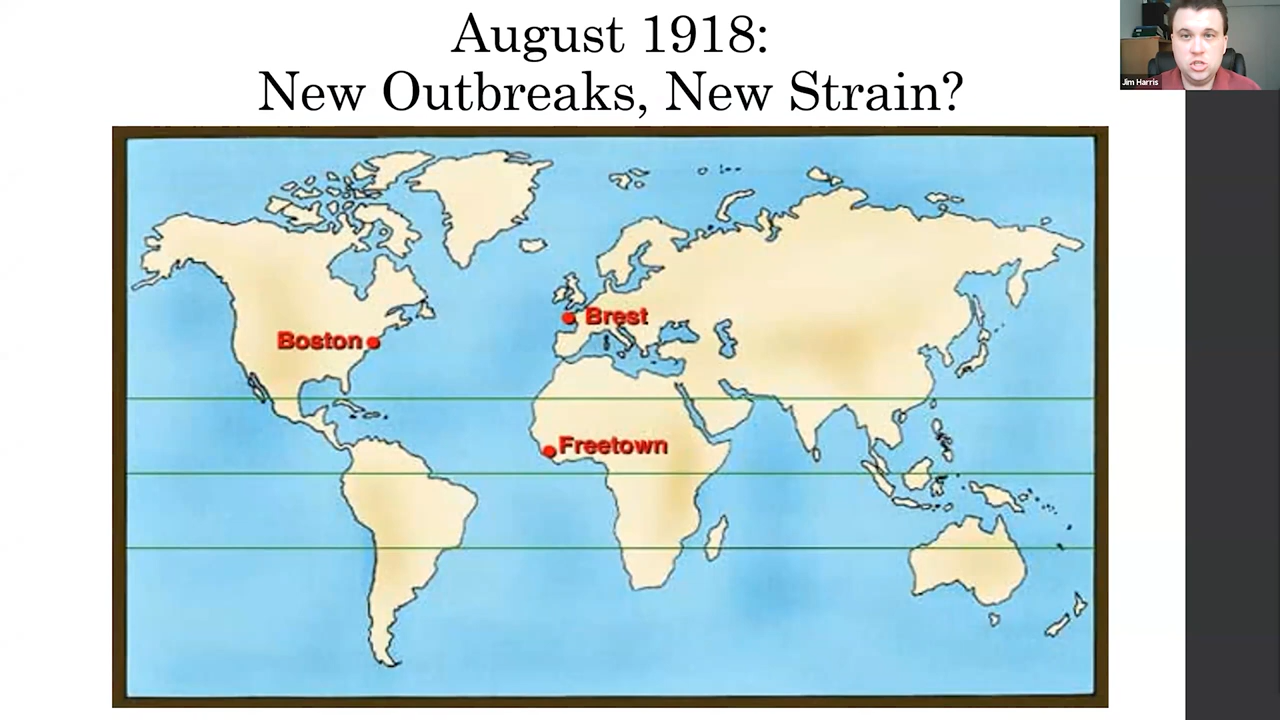 August 1918:
New Outbreaks, New Strain?
Jim Harris
Boston
Brest
Freetown